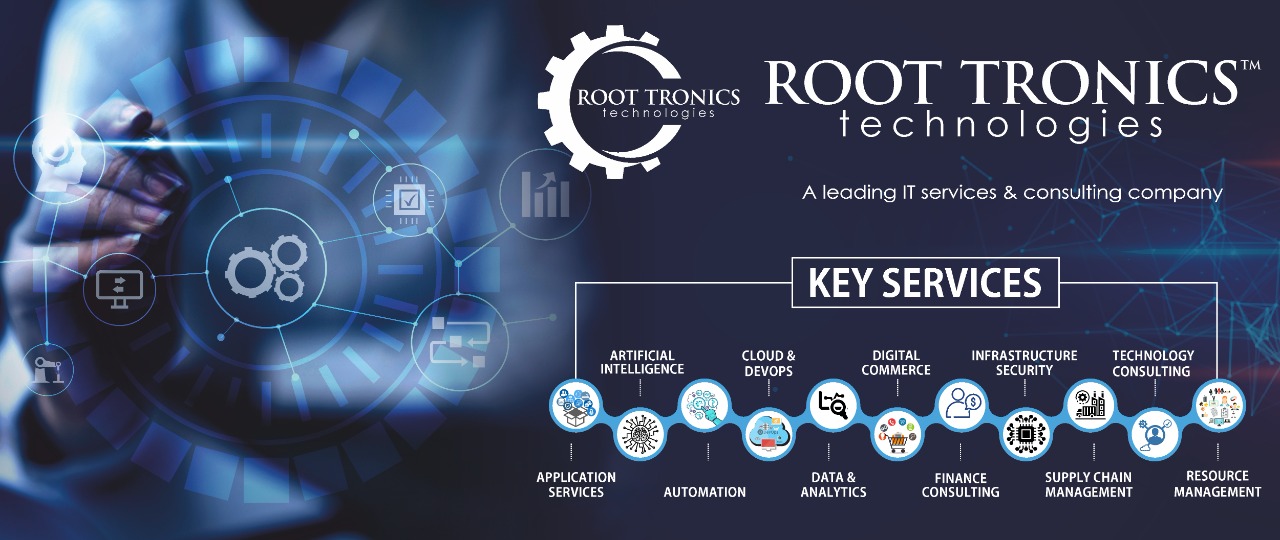 ROOT TRONICS
technologies
ROOT TRONICS™
technologies
A leading IT services & consulting company
KEY SERVICES
ARTIFICIAL
INTELLIGENCE
CLOUD &
DEVOPS
DIGITAL
COMMERCE
INFRASTRUCTURE
SECURITY
TECHNOLOGY
CONSULTING
APPLICATION
SERVICES
AUTOMATION
DATA &
ANALYTICS
FINANCE
CONSULTING
SUPPLY CHAIN
MANAGEMENT
RESOURCE
MANAGEMENT